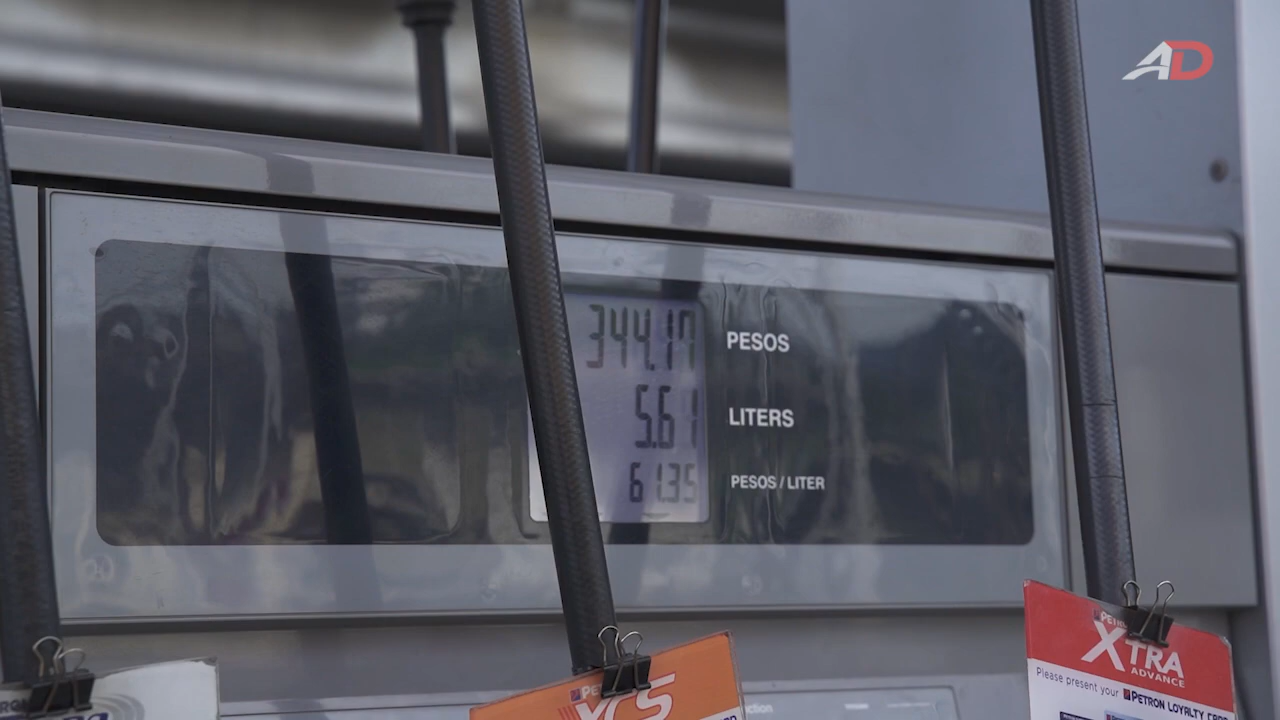 AD
344.17 PESOS
5.61 LITERS
61.35 PESOS / LITER
PETRON
XCS
XTRA
ADVANCE
Please present your PETRON LOYALTY CARD